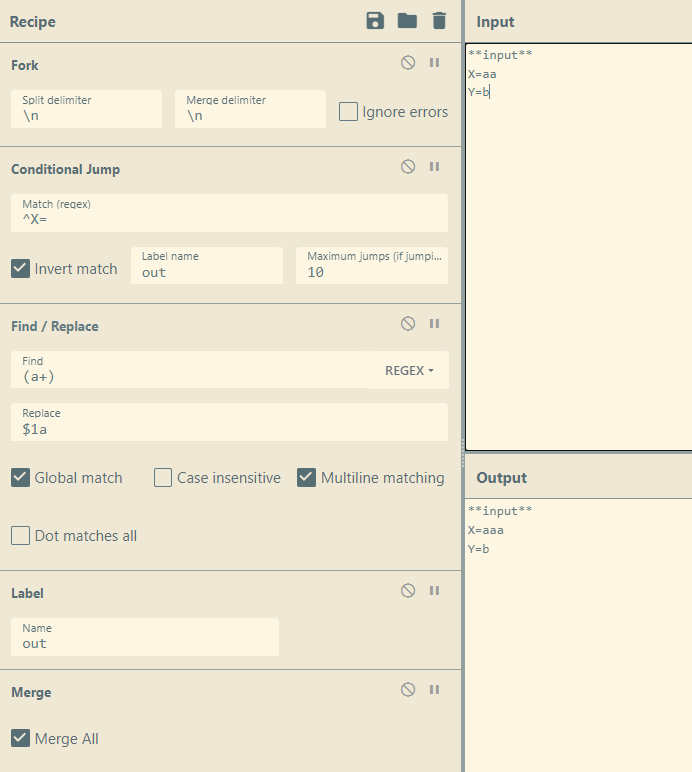 Recipe
Fork
Split delimiter
\n
Merge delimiter
\n
Ignore errors
Conditional Jump
Match (regex)
^X=
Invert match
Label name
out
Maximum jumps (if jumpi...
10
Find / Replace
Find
(a+)
REGEX
Replace
$1a
Global match
Case insensitive
Multiline matching
Dot matches all
Label
Name
out
Merge
Merge All
Input
**input**
X=aa
Y=b
Output
**input**
X=aaa
Y=b